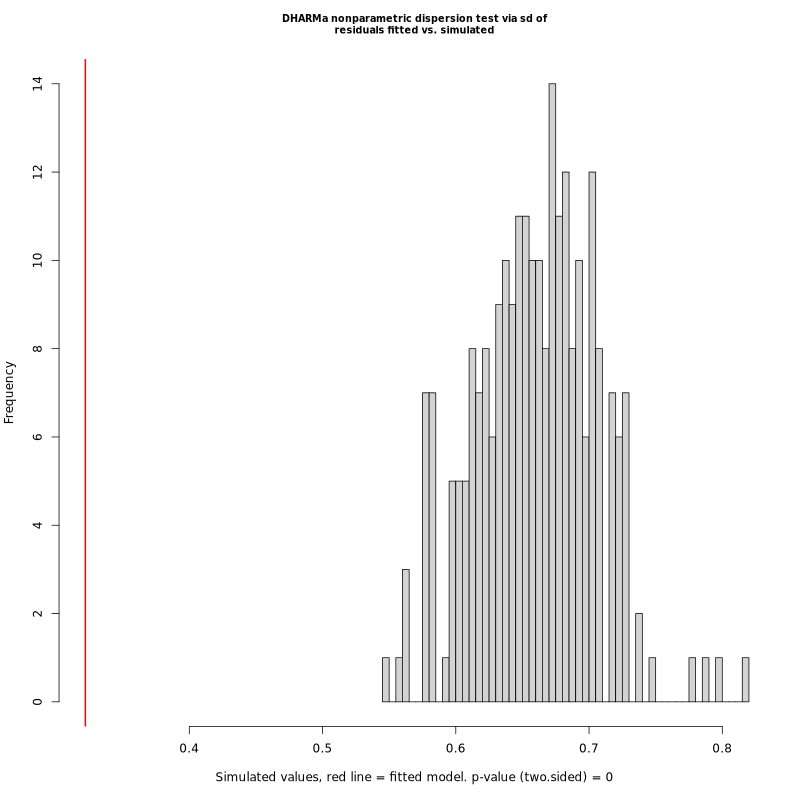 DHARMa nonparametric dispersion test via sd of
residuals fitted vs. simulated
Frequency
14
12
10
8
6
4
2
0
0.4 0.5 0.6 0.7 0.8
Simulated values, red line = fitted model. p-value (two.sided) = 0